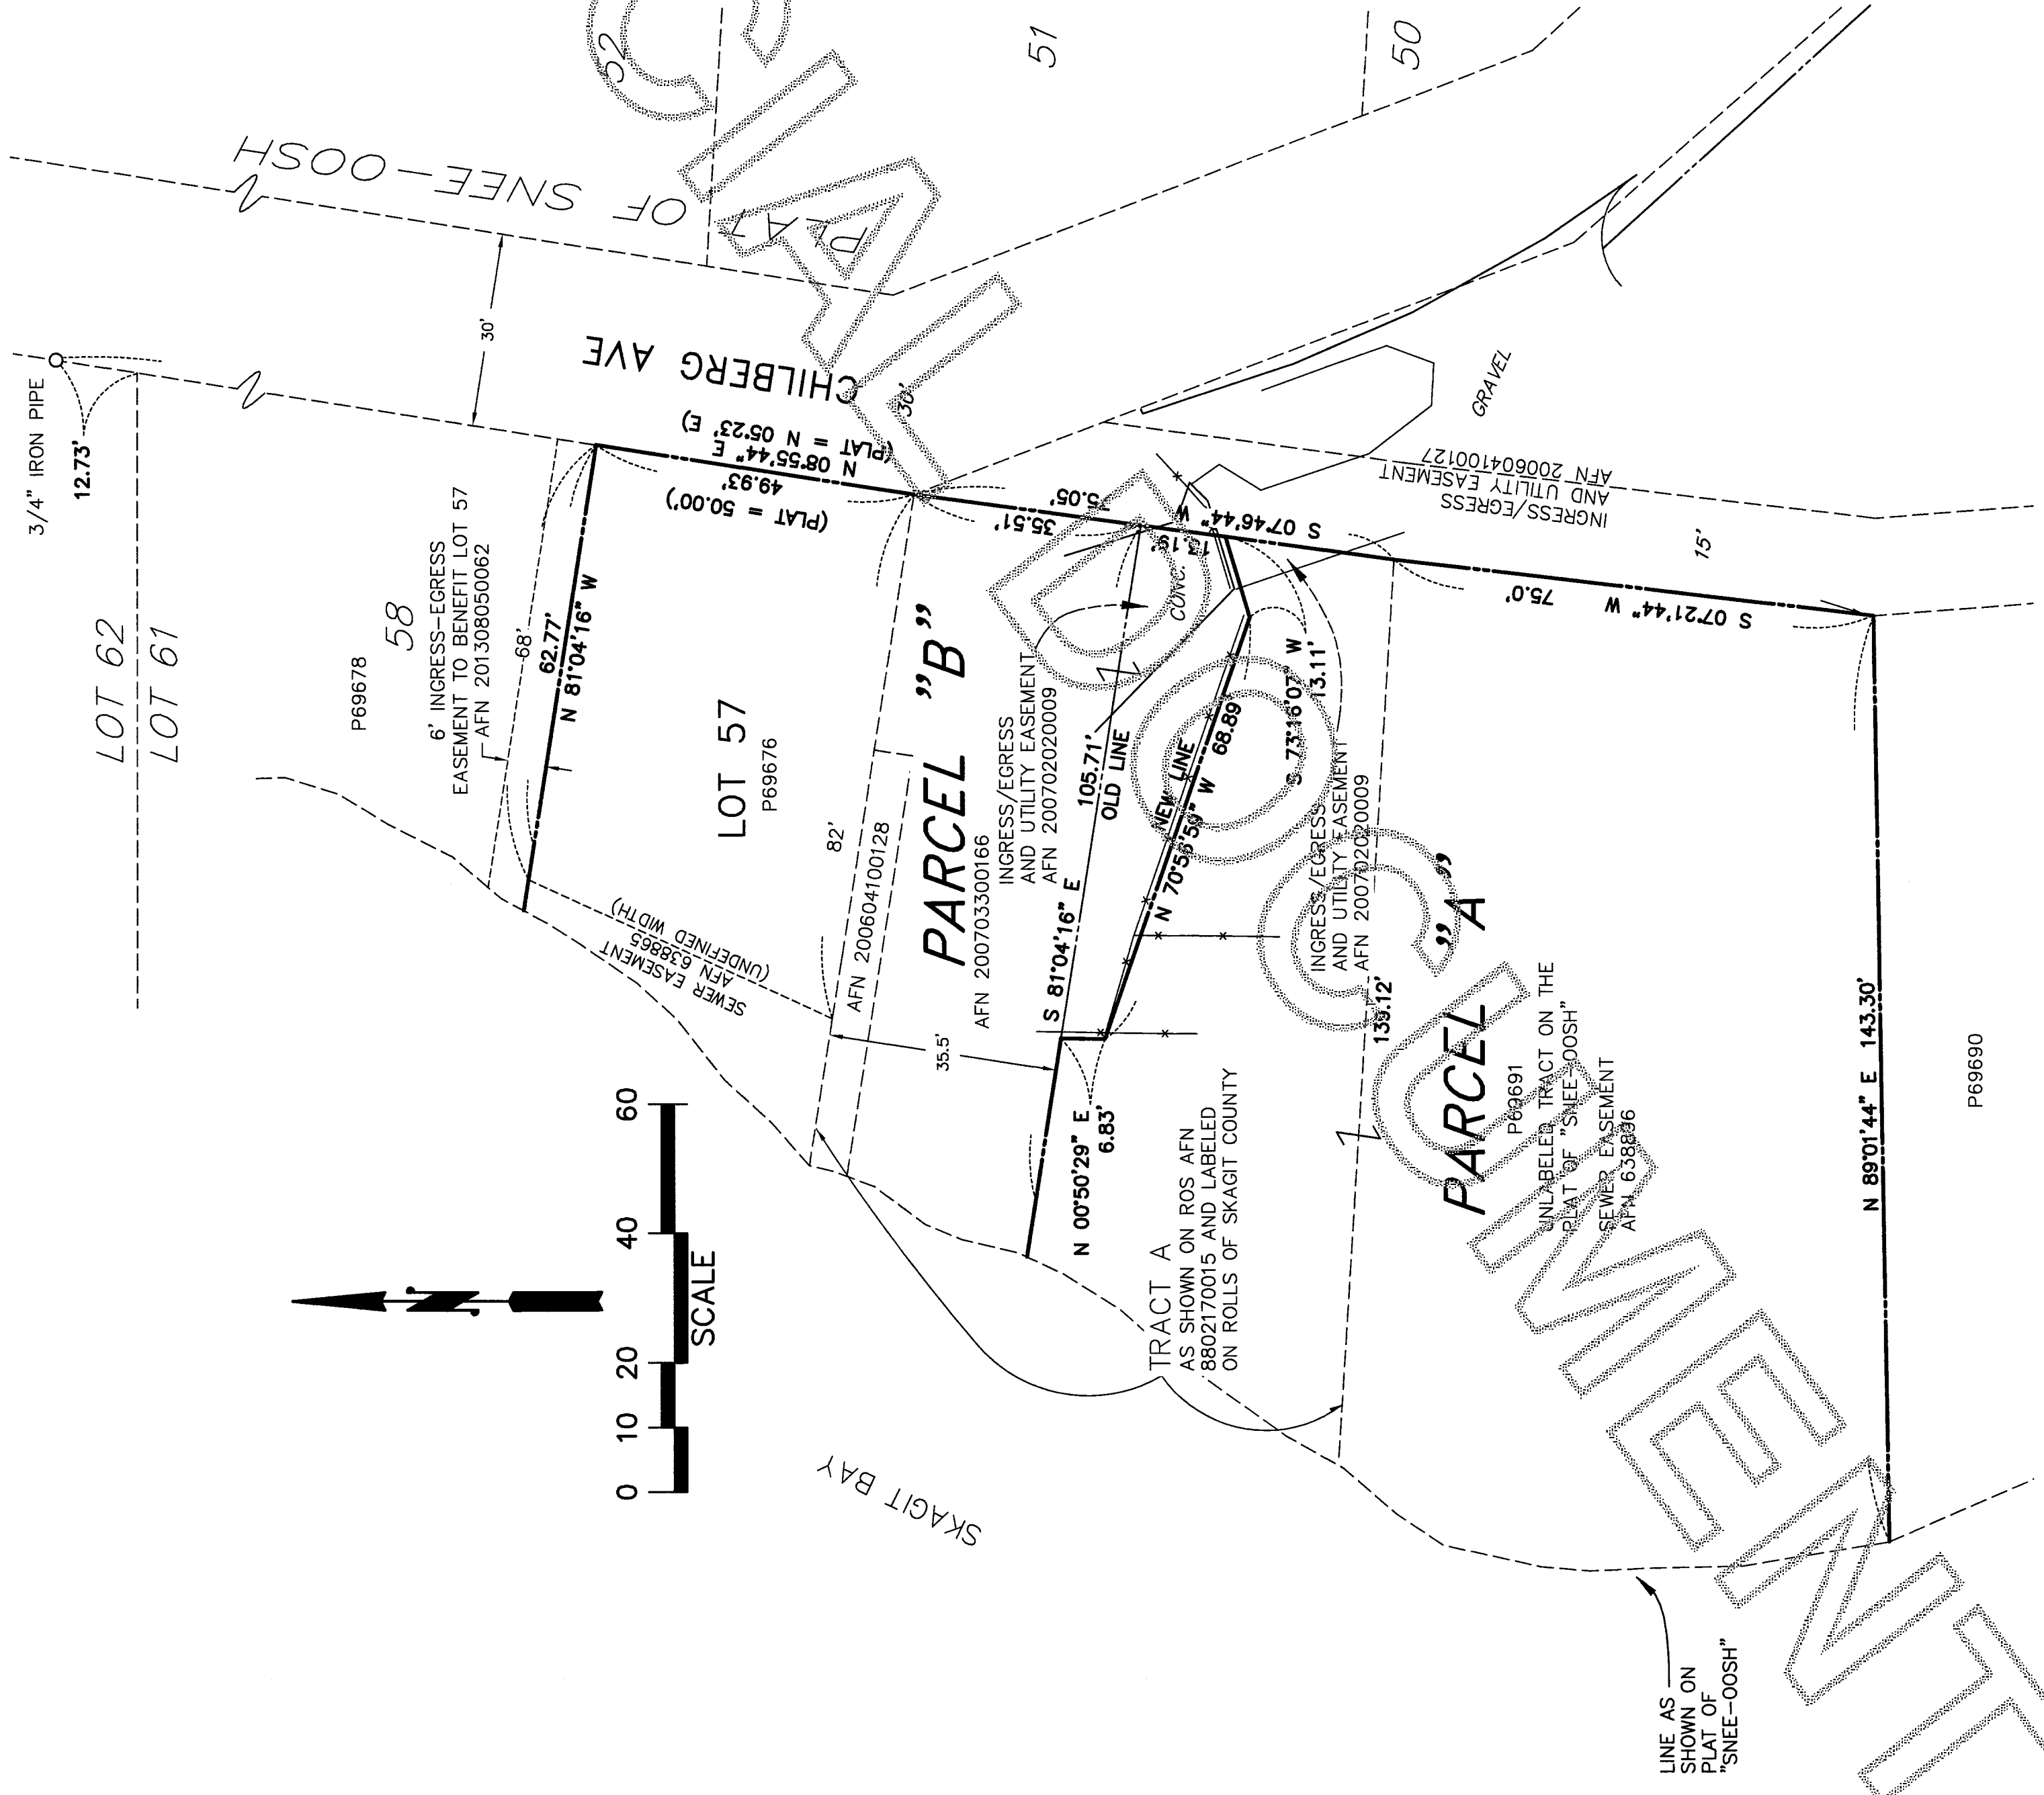 3/4" IRON PIPE
12.73'
LOT 62
LOT 61
P69678
58
6' INGRESS-EGRESS
EASEMENT TO BENEFIT LOT 57
AFN 201308050062
68'
62.77'
N 81°04'16" W
30'
CHILBERG AVE
PLAT OF SNEE-OOSH
52
51
50
N 08°55'44" E
(PLAT = N 05°23' E)
49.93'
(PLAT = 50.00')
30'
LOT 57
P69676
82'
AFN 200604100128
SEWER EASEMENT
AFN 638865
(UNDEFINED WIDTH)
PARCEL "B"
AFN 200703300166
INGRESS/EGRESS
AND UTILITY EASEMENT
AFN 200702020009
35.5'
35.51'
75.05'
S 07°46'44" W
13.19'
CONC.
105.71'
OLD LINE
S 81°04'16" E
NEW LINE
N 70°56'59" W 68.89'
S 73°16'07" W
13.11'
N 00°50'29" E
6.83'
INGRESS/EGRESS
AND UTILITY EASEMENT
AFN 200702020009
139.12'
TRACT A
AS SHOWN ON ROS AFN
8802170015 AND LABELED
ON ROLLS OF SKAGIT COUNTY
PARCEL "A"
P69691
UNLABELED TRACT ON THE
PLAT OF "SNEE-OOSH"
SEWER EASEMENT
AFN 638896
INGRESS/EGRESS
AND UTILITY EASEMENT
AFN 200604100127
GRAVEL
15'
75.0'
S 07°21'44" W
N 89°01'44" E 143.30'
P69690
0 10 20 40 60
SCALE
SKAGIT BAY
LINE AS
SHOWN ON
PLAT OF
"SNEE-OOSH"
CIAL
DOCUMENT